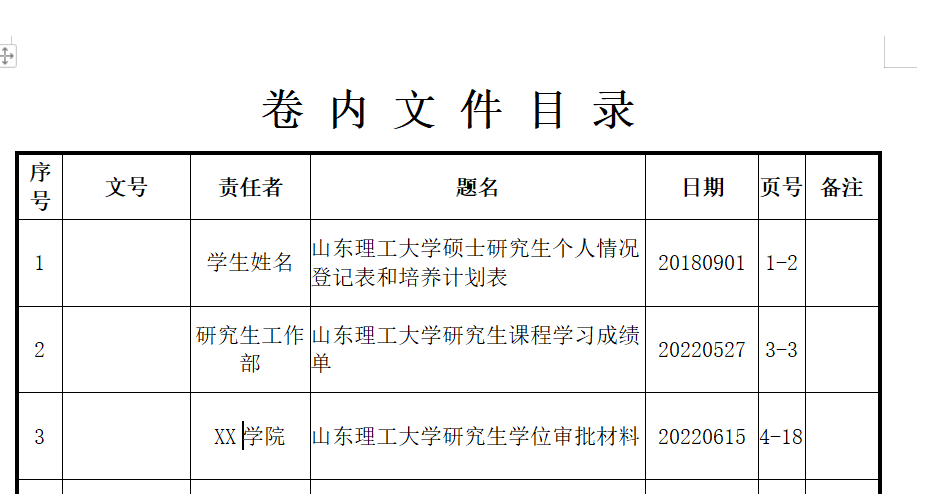 卷内文件目录
序号 文号 责任者 题名 日期 页号 备注
1 学生姓名 山东理工大学硕士研究生个人情况登记表和培养计划表 20180901 1-2
2 研究生工作部 山东理工大学研究生课程学习成绩单 20220527 3-3
3 XX学院 山东理工大学研究生学位审批材料 20220615 4-18